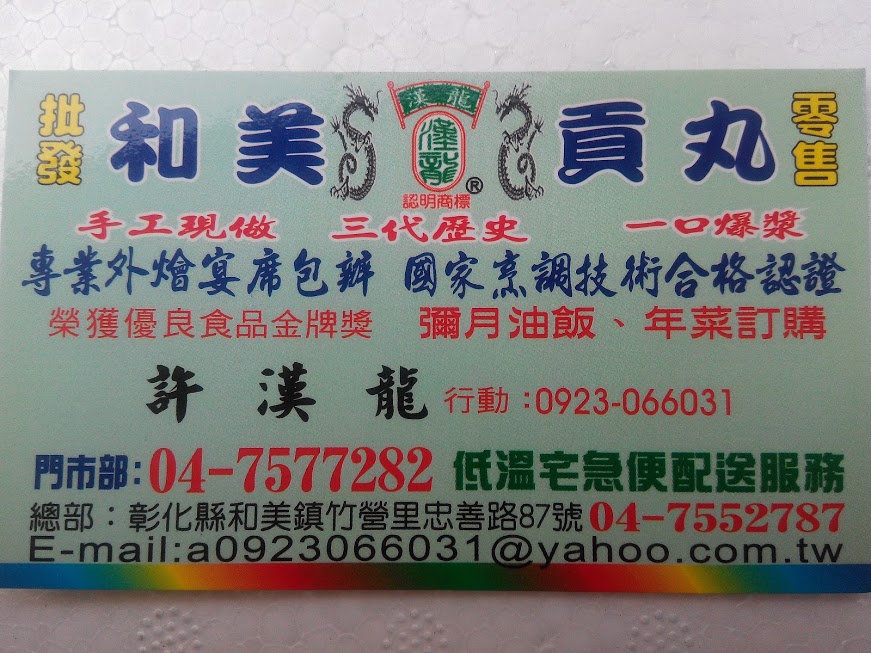 批發 和美 貢丸 零售
漢龍
漢龍®
認明商標
手工現做 三代歷史 一口爆漿
專業外燴宴席包辦 國家烹調技術合格認證
榮獲優良食品金牌獎 彌月油飯、年菜訂購
許漢龍 行動：0923-066031
門市部：04-7577282 低溫宅急便配送服務
總部：彰化縣和美鎮竹營里忠善路87號 04-7552787
E-mail:a0923066031@yahoo.com.tw